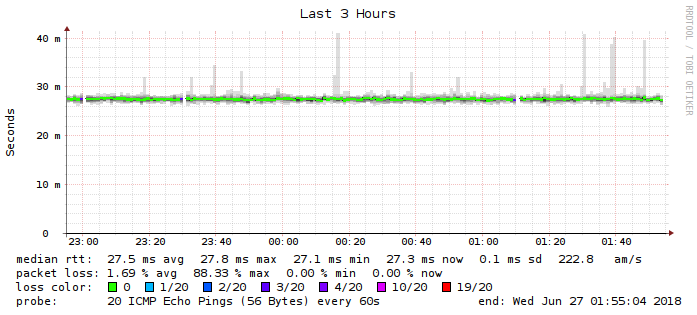 Last 3 Hours
RRDTOOL / TOBI OETIKER
Seconds
40 m
30 m
20 m
10 m
0
23:00 23:20 23:40 00:00 00:20 00:40 01:00 01:20 01:40
median rtt: 27.5 ms avg 27.8 ms max 27.1 ms min 27.3 ms now 0.1 ms sd 222.8 am/s
packet loss: 1.69 % avg 88.33 % max 0.00 % min 0.00 % now
loss color: 0 1/20 2/20 3/20 4/20 10/20 19/20
probe: 20 ICMP Echo Pings (56 Bytes) every 60s end: Wed Jun 27 01:55:04 2018